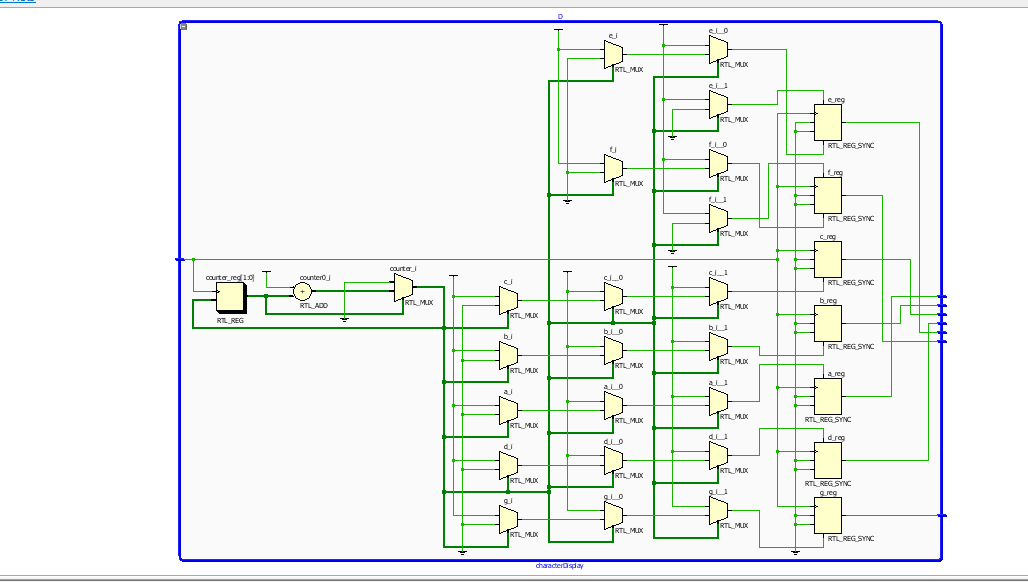 D
e_i
RTL_MUX
e_i__0
RTL_MUX
e_i__1
RTL_MUX
e_reg
RTL_REG_SYNC
f_i
RTL_MUX
f_i__0
RTL_MUX
f_i__1
RTL_MUX
f_reg
RTL_REG_SYNC
c_reg
RTL_REG_SYNC
counter_reg[1:0]
RTL_REG
counter0_i
+
RTL_ADD
counter_i
RTL_MUX
c_i
RTL_MUX
c_i__0
RTL_MUX
c_i__1
RTL_MUX
b_reg
RTL_REG_SYNC
b_i
RTL_MUX
b_i__0
RTL_MUX
b_i__1
RTL_MUX
a_reg
RTL_REG_SYNC
a_i
RTL_MUX
a_i__0
RTL_MUX
a_i__1
RTL_MUX
d_reg
RTL_REG_SYNC
d_i
RTL_MUX
d_i__0
RTL_MUX
d_i__1
RTL_MUX
g_reg
RTL_REG_SYNC
g_i
RTL_MUX
g_i__0
RTL_MUX
g_i__1
RTL_MUX
characterDisplay